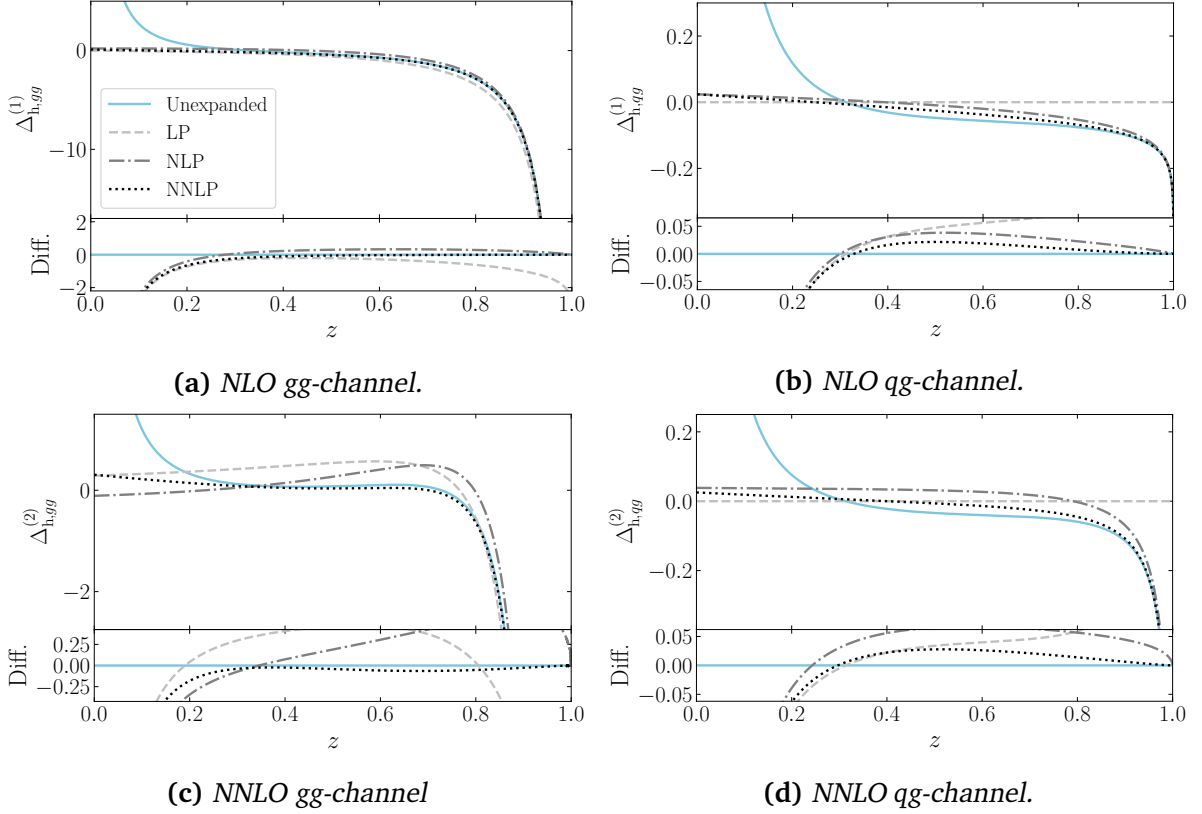 0
−10
Δ(1)h,gg
Unexpanded
LP
NLP
NNLP
2
0
−2
Diff.
0.0 0.2 0.4 0.6 0.8 1.0
z
(a) NLO gg-channel.
0.2
0.0
−0.2
Δ(1)h,qg
0.05
0.00
−0.05
Diff.
0.0 0.2 0.4 0.6 0.8 1.0
z
(b) NLO qg-channel.
0
−2
Δ(2)h,gg
0.25
0.00
−0.25
Diff.
0.0 0.2 0.4 0.6 0.8 1.0
z
(c) NNLO gg-channel
0.2
0.0
−0.2
Δ(2)h,qg
0.05
0.00
−0.05
Diff.
0.0 0.2 0.4 0.6 0.8 1.0
z
(d) NNLO qg-channel.